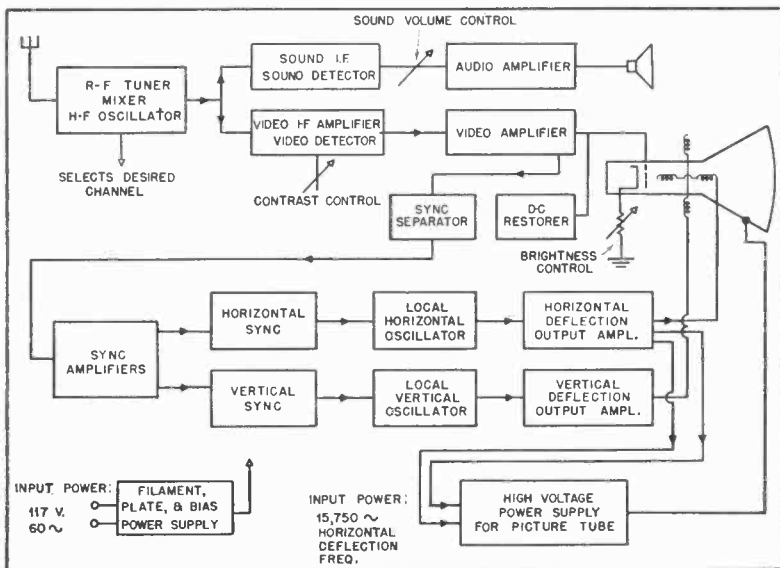 SOUND VOLUME CONTROL
R-F TUNER
MIXER
H-F OSCILLATOR
SOUND I.F.
SOUND DETECTOR
AUDIO AMPLIFIER
VIDEO I-F AMPLIFIER
VIDEO DETECTOR
VIDEO AMPLIFIER
SELECTS DESIRED
CHANNEL
CONTRAST CONTROL
SYNC
SEPARATOR
D-C
RESTORER
BRIGHTNESS
CONTROL
SYNC
AMPLIFIERS
HORIZONTAL
SYNC
LOCAL
HORIZONTAL
OSCILLATOR
HORIZONTAL
DEFLECTION
OUTPUT AMPL.
VERTICAL
SYNC
LOCAL
VERTICAL
OSCILLATOR
VERTICAL
DEFLECTION
OUTPUT AMPL.
INPUT POWER:
117 V.
60 ~
FILAMENT,
PLATE, & BIAS
POWER SUPPLY
INPUT POWER:
15,750 ~
HORIZONTAL
DEFLECTION
FREQ.
HIGH VOLTAGE
POWER SUPPLY
FOR PICTURE TUBE